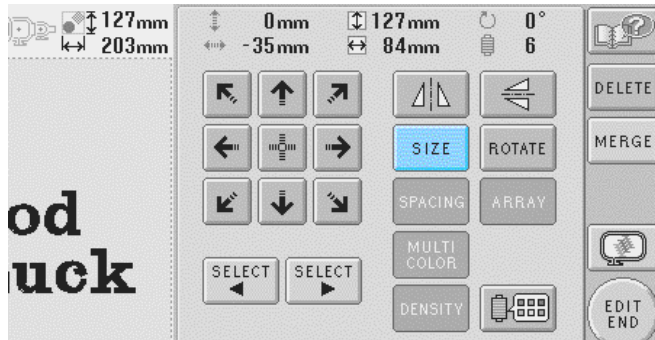 127mm
203mm
0mm 127mm 0°
-35mm 84mm 6
DELETE
SIZE ROTATE MERGE
SPACING ARRAY
od
MULTI
COLOR
uck
SELECT SELECT
DENSITY
EDIT
END